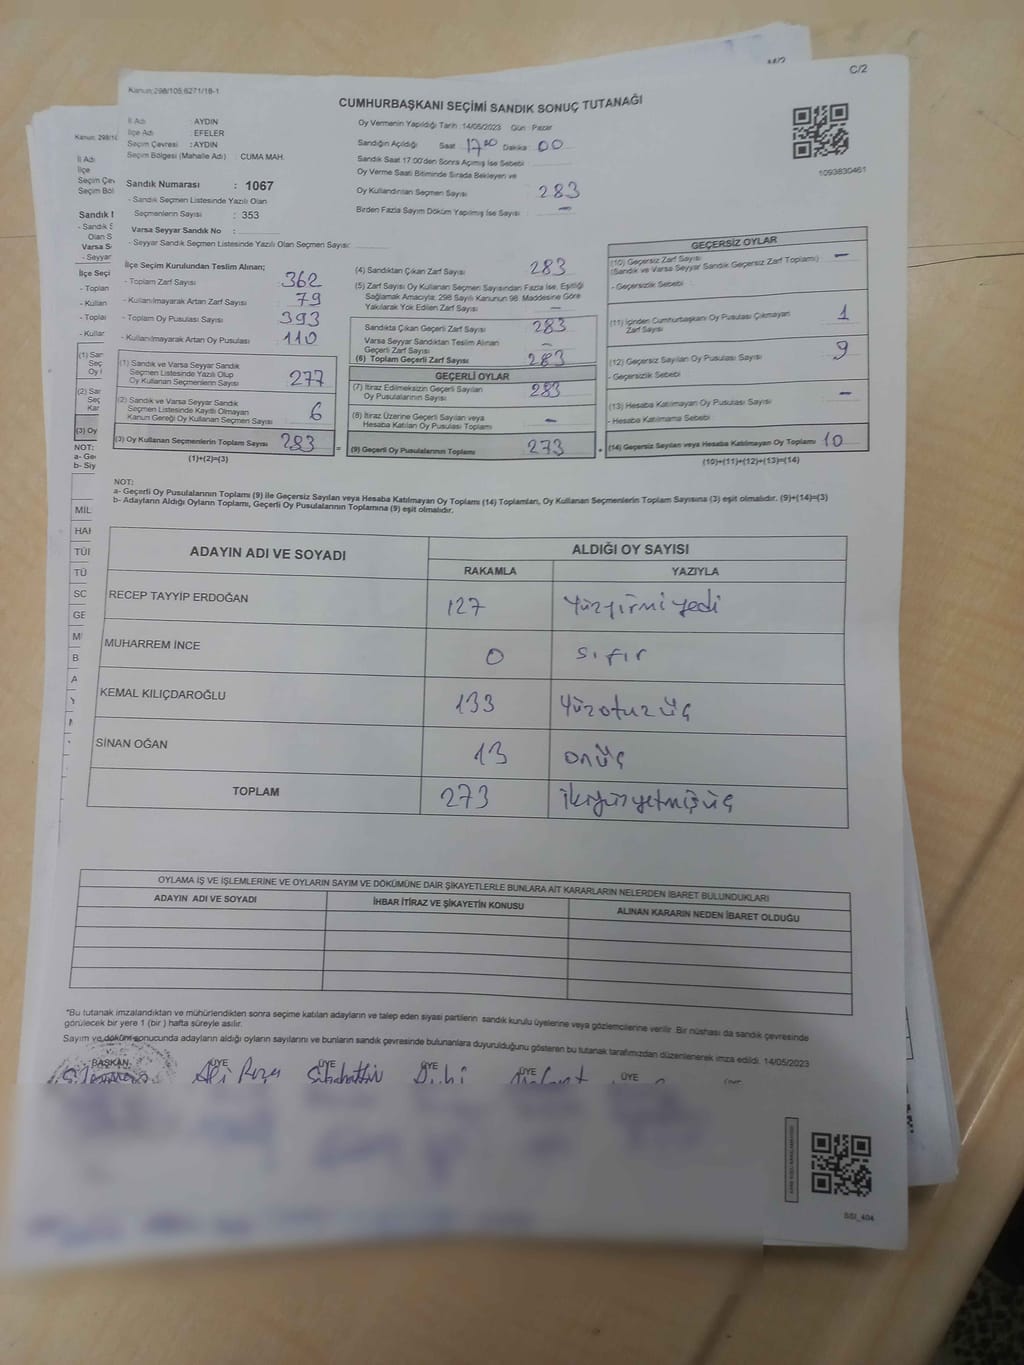 C/2
Kanun:298/105,6271/18-1
CUMHURBAŞKANI SEÇİMİ SANDIK SONUÇ TUTANAĞI
1093830461
İl Adı : AYDIN
İlçe Adı : EFELER
Seçim Çevresi : AYDIN
Seçim Bölgesi (Mahalle Adı) : CUMA MAH.
Sandık Numarası : 1067
- Sandık Seçmen Listesinde Yazılı Olan
Seçmenlerin Sayısı : 353
Varsa Seyyar Sandık No :
- Seyyar Sandık Seçmen Listesinde Yazılı Olan Seçmen Sayısı:
Oy Vermenin Yapıldığı Tarih :14/05/2023 Gün : Pazar
Sandığın Açıldığı Saat : 17 00 Dakika : 00
Sandık Saat 17:00'den Sonra Açılmış İse Sebebi :
Oy Verme Saati Bitiminde Sırada Bekleyen ve
Oy Kullandırılan Seçmen Sayısı : 283
Birden Fazla Sayım Döküm Yapılmış İse Sayısı : –
İlçe Seçim Kurulundan Teslim Alınan;
- Toplam Zarf Sayısı : 362
- Kullanılmayarak Artan Zarf Sayısı : 79
- Toplam Oy Pusulası Sayısı : 393
- Kullanılmayarak Artan Oy Pusulası : 110
(1) Sandık ve Varsa Seyyar Sandık
Seçmen Listesinde Yazılı Olup
Oy Kullanan Seçmenlerin Sayısı 277
(2) Sandık ve Varsa Seyyar Sandık
Seçmen Listesinde Kayıtlı Olmayan
Kanun Gereği Oy Kullanan Seçmen Sayısı 6
(3) Oy Kullanan Seçmenlerin Toplam Sayısı 283
(1)+(2)=(3)
(4) Sandıktan Çıkan Zarf Sayısı 283
(5) Zarf Sayısı Oy Kullanan Seçmen Sayısından Fazla İse, Eşitliği
Sağlamak Amacıyla; 298 Sayılı Kanunun 98. Maddesine Göre
Yakılarak Yok Edilen Zarf Sayısı –
Sandıkta Çıkan Geçerli Zarf Sayısı 283
Varsa Seyyar Sandıktan Teslim Alınan
Geçerli Zarf Sayısı –
(6) Toplam Geçerli Zarf Sayısı 283
GEÇERLİ OYLAR
(7) İtiraz Edilmeksizin Geçerli Sayılan
Oy Pusulası Sayısı 283
(8) İtiraz Üzerine Geçerli Sayılan veya
Hesaba Katılan Oy Pusulası Toplamı –
(9) Geçerli Oy Pusulalarının Toplamı 273
GEÇERSİZ OYLAR
(10) Geçersiz Zarf Sayısı
(Sandık ve Varsa Seyyar Sandık Geçersiz Zarf Toplamı) –
- Geçersizlik Sebebi
(11) İçinden Cumhurbaşkanı Oy Pusulası Çıkmayan
Zarf Sayısı 1
(12) Geçersiz Sayılan Oy Pusulası Sayısı 9
- Geçersizlik Sebebi
(13) Hesaba Katılmayan Oy Pusulası Sayısı –
- Hesaba Katılmama Sebebi
(14) Geçersiz Sayılan veya Hesaba Katılmayan Oy Toplamı 10
(10)+(11)+(12)+(13)=(14)
NOT:
a- Geçerli Oy Pusulalarının Toplamı (9) ile Geçersiz Sayılan veya Hesaba Katılmayan Oy Toplamı (14) Toplamları, Oy Kullanan Seçmenlerin Toplam Sayısına (3) eşit olmalıdır. (9)+(14)=(3)
b- Adayların Aldığı Oyların Toplamı, Geçerli Oy Pusulalarının Toplamına (9) eşit olmalıdır.
ADAYIN ADI VE SOYADI ALDIĞI OY SAYISI
RAKAMLA YAZIYLA
RECEP TAYYİP ERDOĞAN 127 Yüzyirmiyedi
MUHARREM İNCE 0 sıfır
KEMAL KILIÇDAROĞLU 133 Yüzotuzüç
SİNAN OĞAN 13 onüç
TOPLAM 273 ikiyüzyetmişüç
OYLAMA İŞ VE İŞLEMLERİNE VE OYLARIN SAYIM VE DÖKÜMÜNE DAİR ŞİKAYETLERLE BUNLARA AİT KARARLARIN NELERDEN İBARET BULUNDUKLARI
ADAYIN ADI VE SOYADI İHBAR İTİRAZ VE ŞİKAYETİN KONUSU ALINAN KARARIN NEDEN İBARET OLDUĞU
"Bu tutanak imzalandıktan ve mühürlendikten sonra seçime katılan adayların ve talep eden siyasi partilerin sandık kurulu üyelerine veya gözlemcilerine verilir. Bir nüshası da sandık çevresinde
görülecek bir yere 1 (bir ) hafta süreyle asılır.
Sayım ve döküm sonucunda adayların aldığı oyların sayılarını ve bunların sandık çevresinde bulunanlara duyurulduğunu gösteren bu tutanak tarafımızdan düzenlenerek imza edildi. 14/05/2023
BAŞKAN ÜYE ÜYE ÜYE ÜYE ÜYE
Ali Rıza Sebahattin
SSI_404